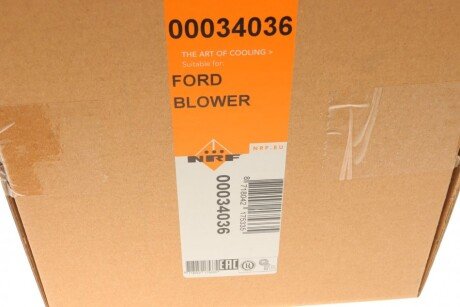 00034036
THE ART OF COOLING >
Suitable for:
FORD
BLOWER
NRF
NRF.EU
00034036
EAC